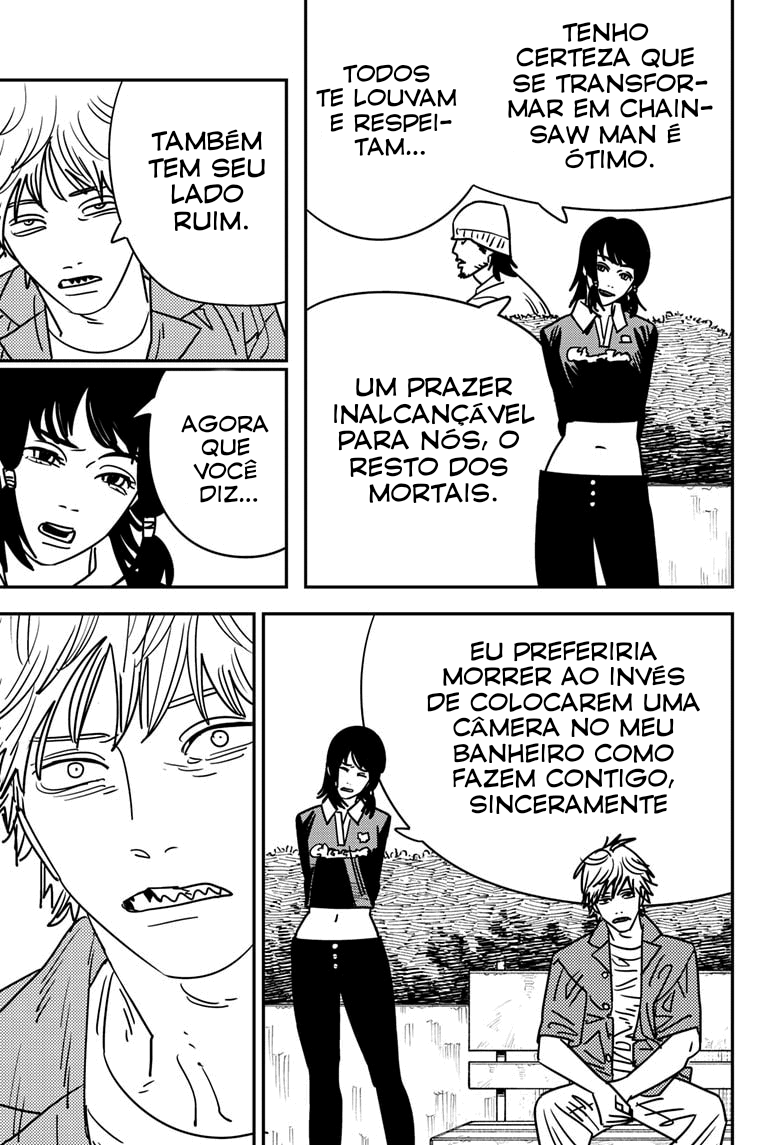 TENHO
CERTEZA QUE
SE TRANSFOR-
MAR EM CHAIN-
SAW MAN É
ÓTIMO.
TODOS
TE LOUVAM
E RESPEI-
TAM...
UM PRAZER
INALCANÇÁVEL
PARA NÓS, O
RESTO DOS
MORTAIS.
TAMBÉM
TEM SEU
LADO
RUIM.
AGORA
QUE
VOCÊ
DIZ...
EU PREFERIRIA
MORRER AO INVÉS
DE COLOCAREM UMA
CÂMERA NO MEU
BANHEIRO COMO
FAZEM CONTIGO,
SINCERAMENTE